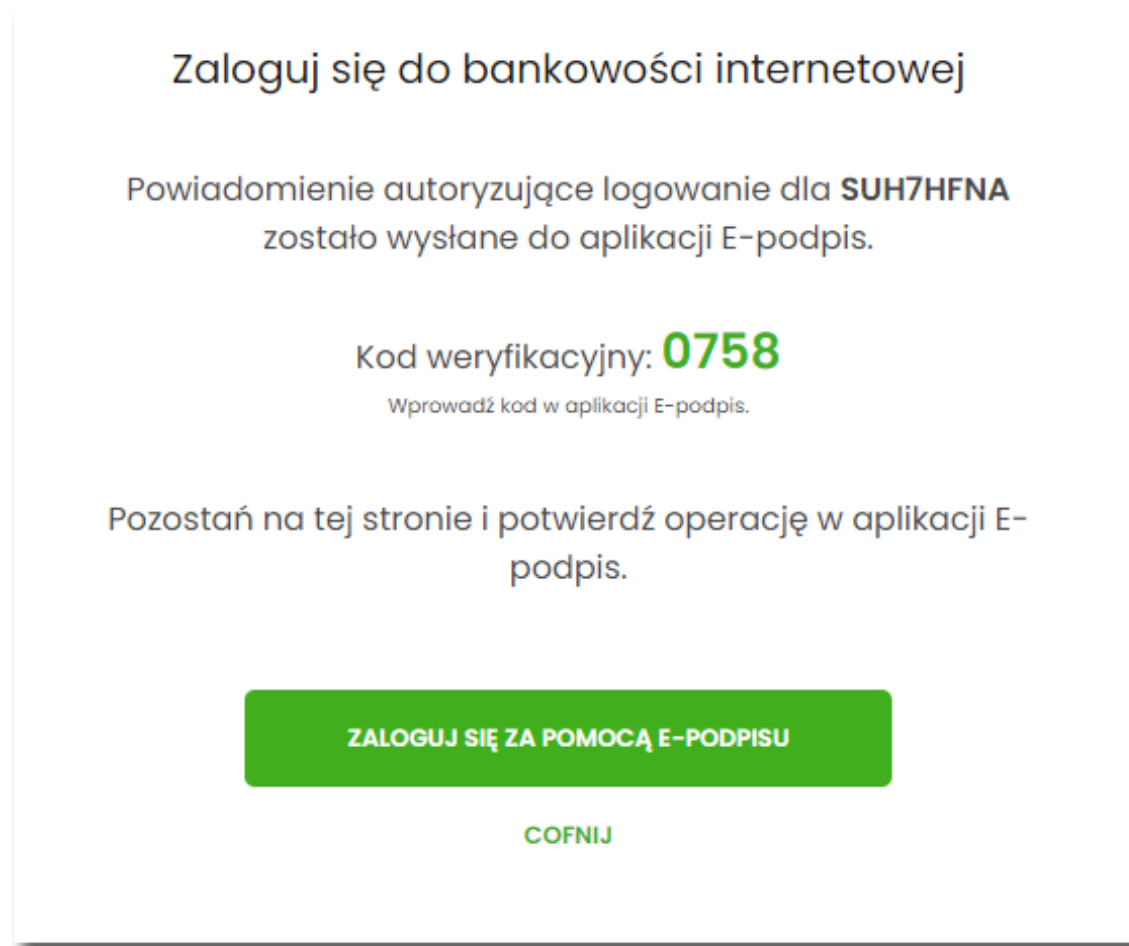 Zaloguj się do bankowości internetowej
Powiadomienie autoryzujące logowanie dla SUH7HFNA
zostało wysłane do aplikacji E-podpis.
Kod weryfikacyjny: 0758
Wprowadź kod w aplikacji E-podpis.
Pozostań na tej stronie i potwierdź operację w aplikacji E-
podpis.
ZALOGUJ SIĘ ZA POMOCĄ E-PODPISU
COFNIJ